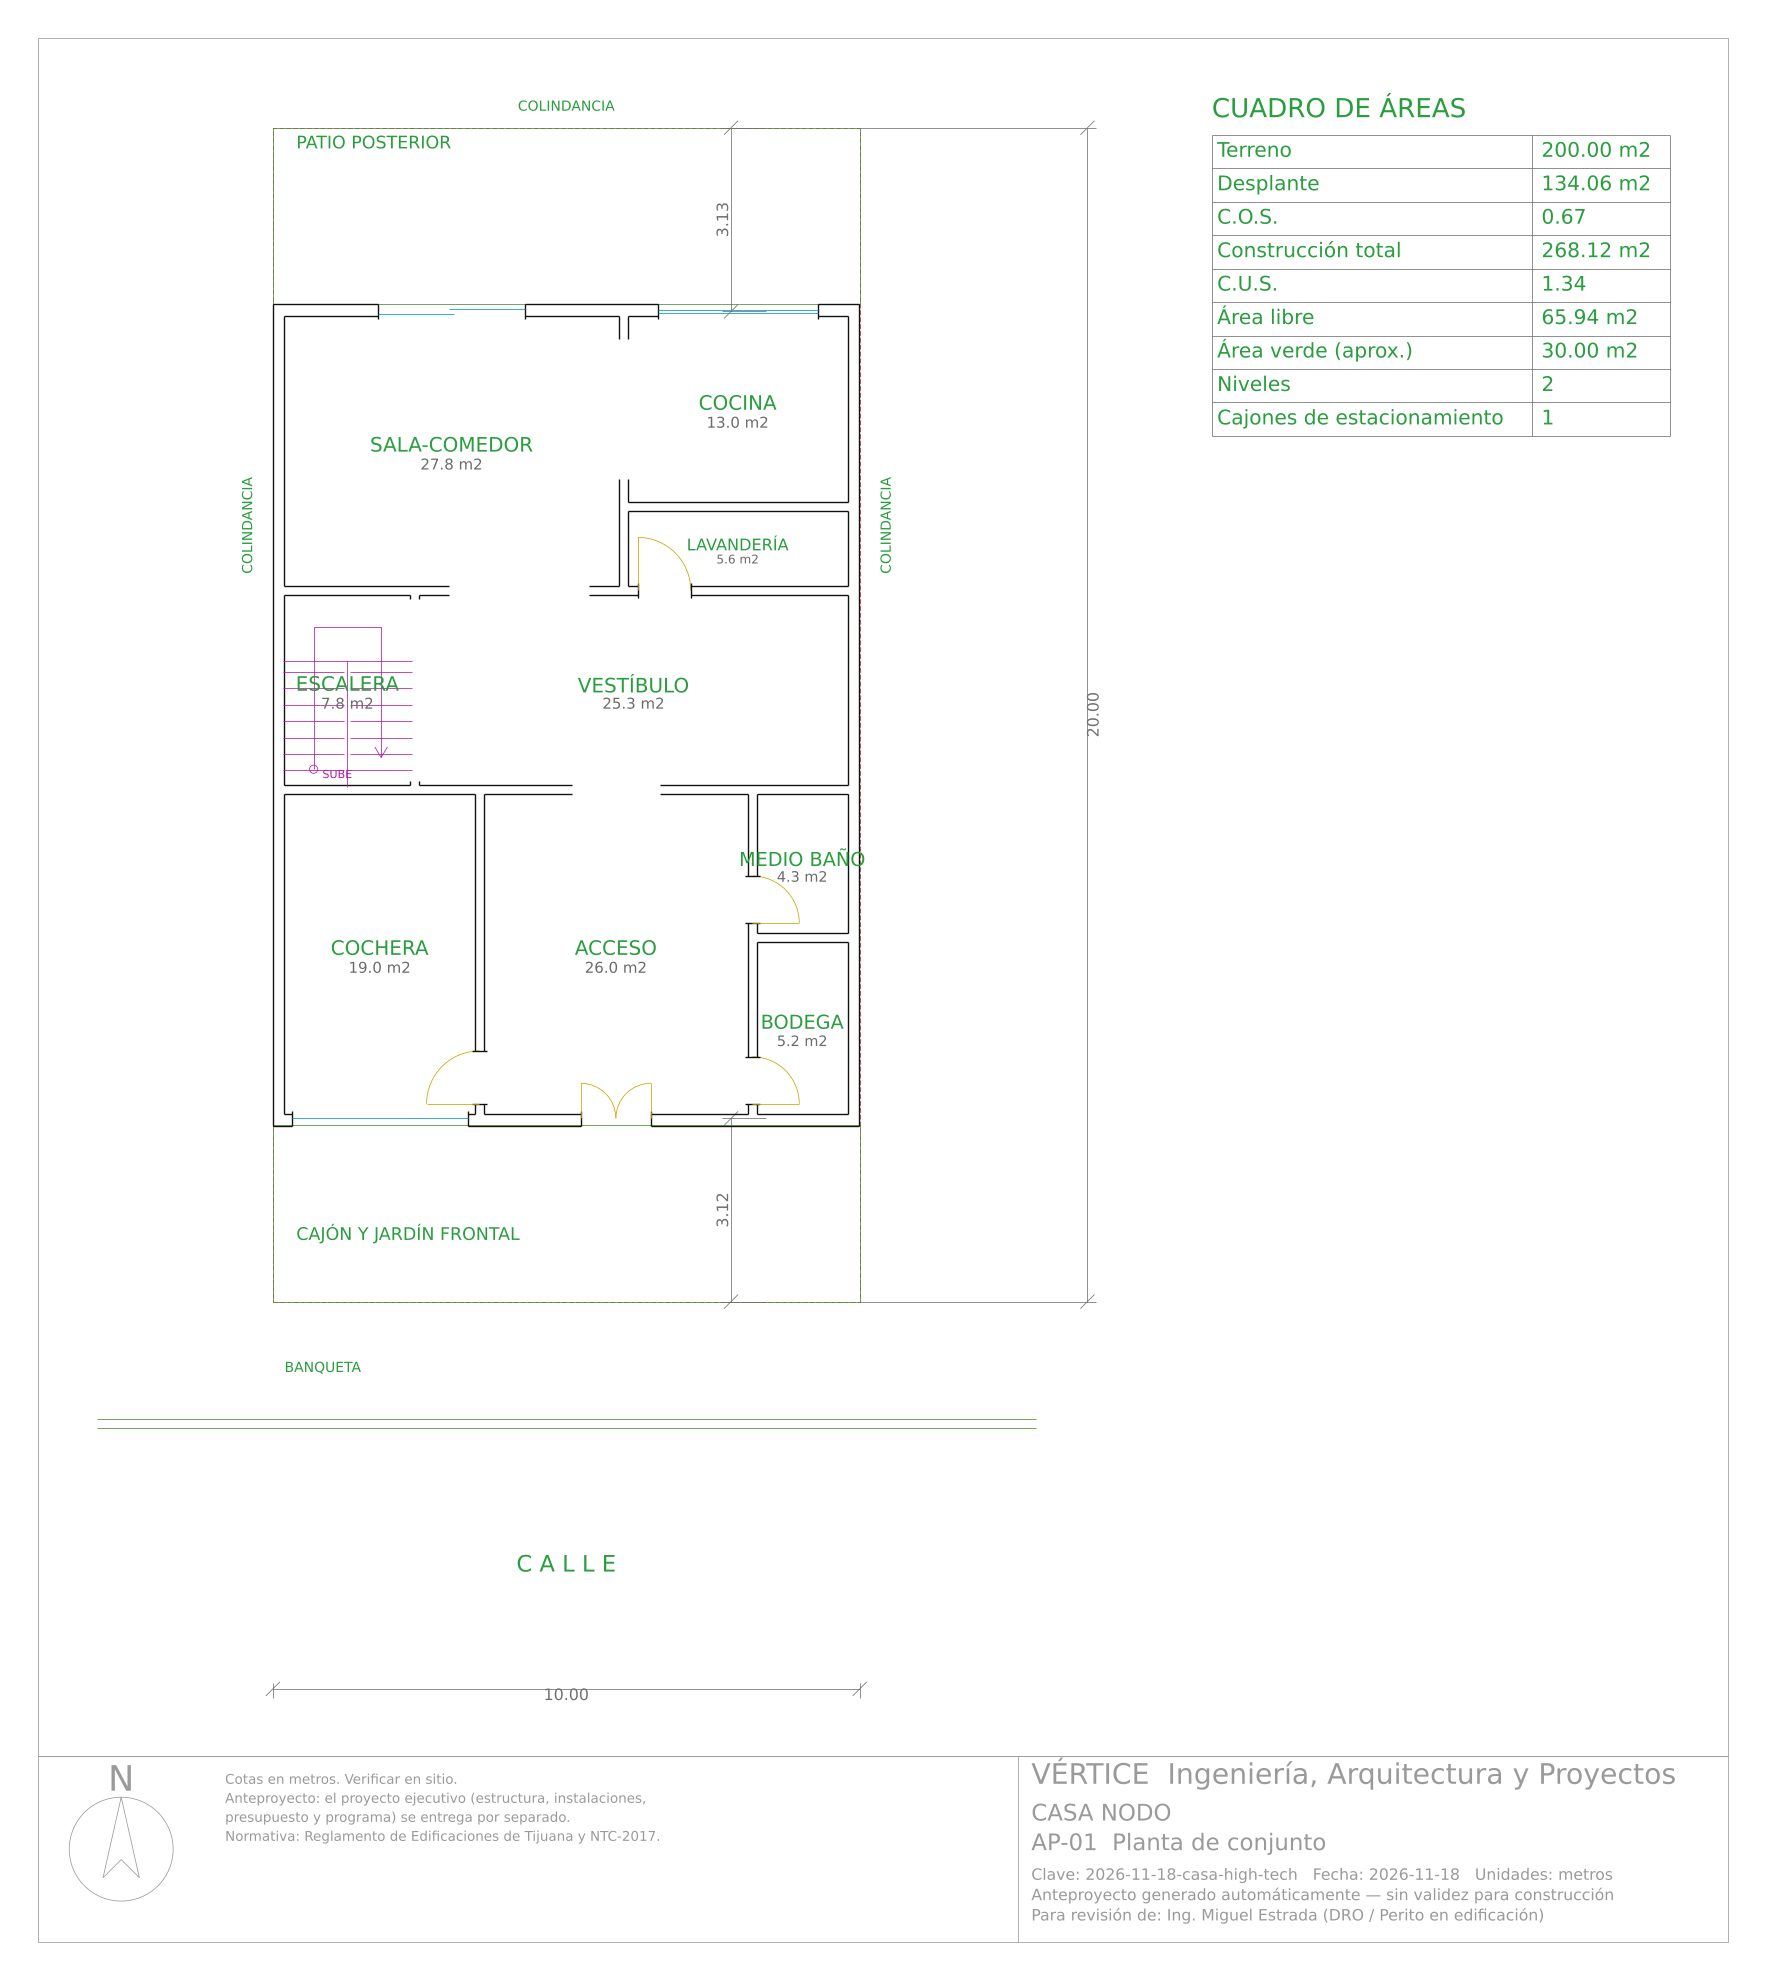 COLINDANCIA
PATIO POSTERIOR
3.13
COCINA
13.0 m2
SALA-COMEDOR
27.8 m2
COLINDANCIA
COLINDANCIA
LAVANDERÍA
5.6 m2
ESCALERA
7.8 m2
VESTÍBULO
25.3 m2
SUBE
20.00
MEDIO BAÑO
4.3 m2
COCHERA
19.0 m2
ACCESO
26.0 m2
BODEGA
5.2 m2
3.12
CAJÓN Y JARDÍN FRONTAL
BANQUETA
C A L L E
10.00
CUADRO DE ÁREAS
Terreno 200.00 m2
Desplante 134.06 m2
C.O.S. 0.67
Construcción total 268.12 m2
C.U.S. 1.34
Área libre 65.94 m2
Área verde (aprox.) 30.00 m2
Niveles 2
Cajones de estacionamiento 1
N
Cotas en metros. Verificar en sitio.
Anteproyecto: el proyecto ejecutivo (estructura, instalaciones,
presupuesto y programa) se entrega por separado.
Normativa: Reglamento de Edificaciones de Tijuana y NTC-2017.
VÉRTICE Ingeniería, Arquitectura y Proyectos
CASA NODO
AP-01 Planta de conjunto
Clave: 2026-11-18-casa-high-tech Fecha: 2026-11-18 Unidades: metros
Anteproyecto generado automáticamente — sin validez para construcción
Para revisión de: Ing. Miguel Estrada (DRO / Perito en edificación)